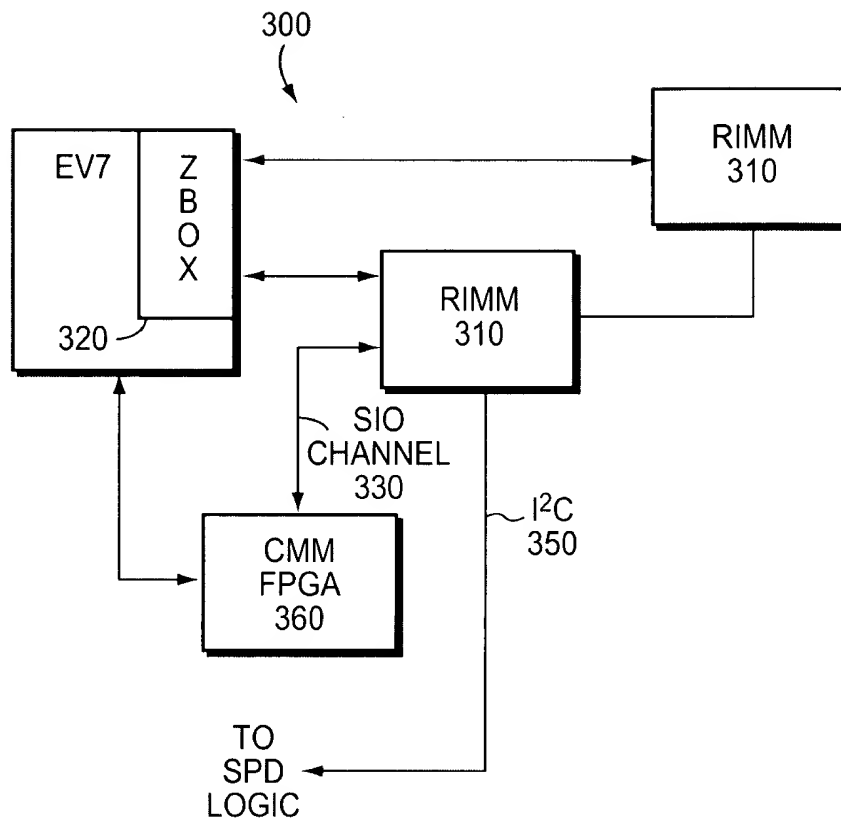 300
EV7
Z
B
O
X
320
RIMM
310
RIMM
310
SIO
CHANNEL
330
CMM
FPGA
360
I²C
350
TO
SPD
LOGIC